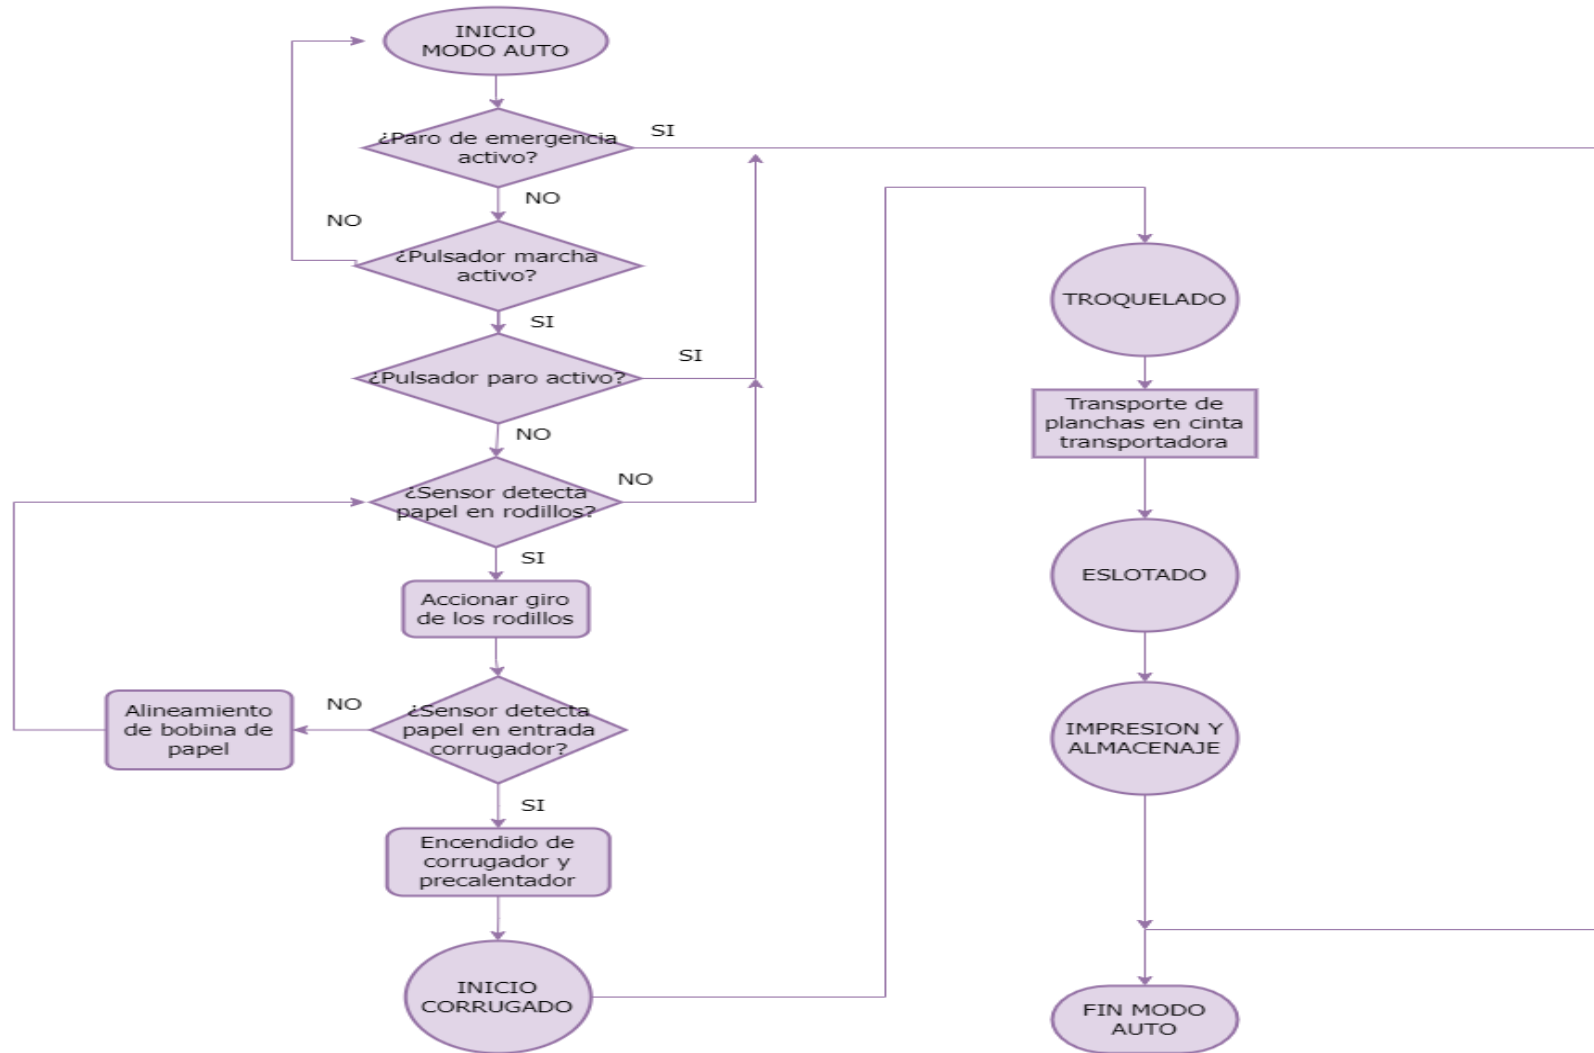 INICIO
MODO AUTO
¿Paro de emergencia
activo?
SI
NO
NO
¿Pulsador marcha
activo?
SI
¿Pulsador paro activo?
SI
NO
¿Sensor detecta
papel en rodillos?
NO
SI
Accionar giro
de los rodillos
¿Sensor detecta
papel en entrada
corrugador?
NO
Alineamiento
de bobina de
papel
SI
Encendido de
corrugador y
precalentador
INICIO
CORRUGADO
TROQUELADO
Transporte de
planchas en cinta
transportadora
ESLOTADO
IMPRESION Y
ALMACENAJE
FIN MODO
AUTO